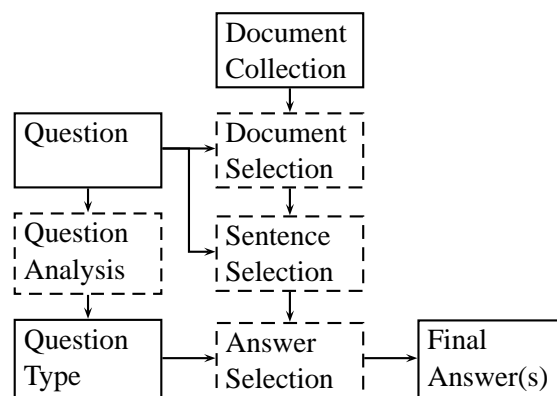 Document
Collection
Question
Document
Selection
Question
Analysis
Sentence
Selection
Question
Type
Answer
Selection
Final
Answer(s)